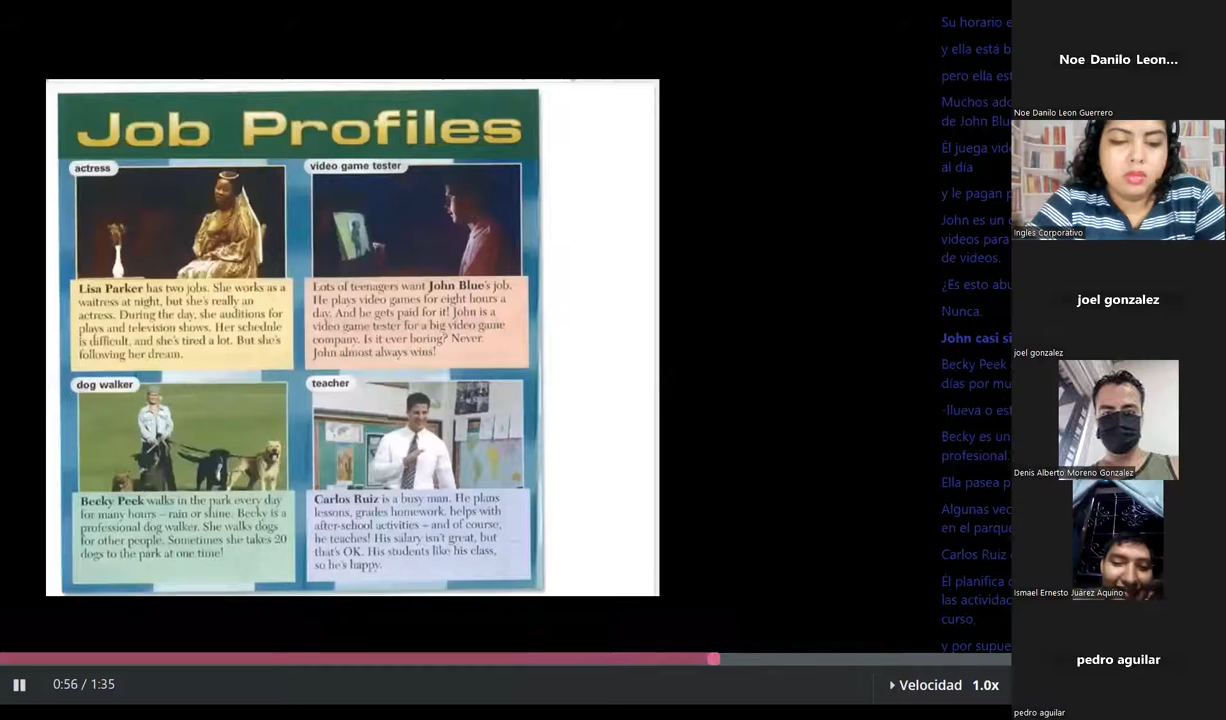 Job Profiles
actress
Lisa Parker has two jobs. She works as a
waitress at night, but she's really an
actress. During the day, she auditions for
plays and television shows. Her schedule
is difficult, and she's tired a lot. But she's
following her dream.
video game tester
Lots of teenagers want John Blue's job.
He plays video games for eight hours a
day. And he gets paid for it! John is a
video game tester for a big video game
company. Is it ever boring? Never.
John almost always wins!
dog walker
Becky Peek walks in the park every day
for many hours – rain or shine. Becky is a
professional dog walker. She walks dogs
for other people. Sometimes she takes 20
dogs to the park at one time!
teacher
Carlos Ruiz is a busy man. He plans
lessons, grades homework, helps with
after-school activities – and of course,
he teaches! His salary isn't great, but
that's OK. His students like his class,
so he's happy.
Su horario
y ella está
pero ella
Muchos
de John
Él juega
al día
y le pagan
John es un
videos para
de videos.
¿Es esto
Nunca.
John casi
Becky Peek
días por
-llueva o
Becky es un
profesional.
Ella pasea
Algunas
en el
Carlos Ruiz
Él planifica
las
curso,
y por
0:56 / 1:35
Velocidad 1.0x
Noe Danilo Leon...
Noe Danilo Leon Guerrero
Ingles Corporativo
joel gonzalez
joel gonzalez
Denis Alberto Moreno Gonzalez
Ismael Ernesto Juárez Aquino
pedro aguilar
pedro aguilar